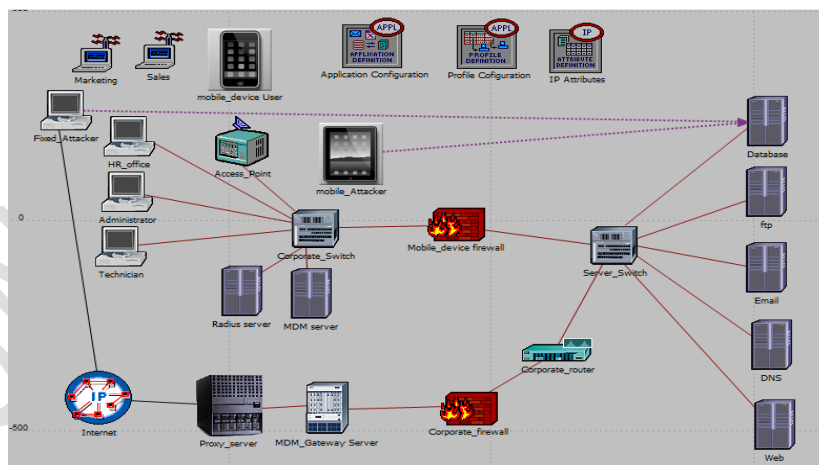 APPL
APPL
IP
APPLICATION
DEFINITION
PROFILE
DEFINITION
ATTRIBUTE
DEFINITION
Marketing
Sales
mobile_device User
Application Configuration
Profile Cofiguration
IP Attributes
Fixed_Attacker
HR_office
Access_Point
mobile_Attacker
Database
0
Administrator
ftp
Technician
Corporate_Switch
Mobile_device firewall
Server_Switch
Email
Radius server
MDM server
Corporate_router
DNS
IP
-500
Internet
Proxy_server
MDM_Gateway Server
Corporate_firewall
Web